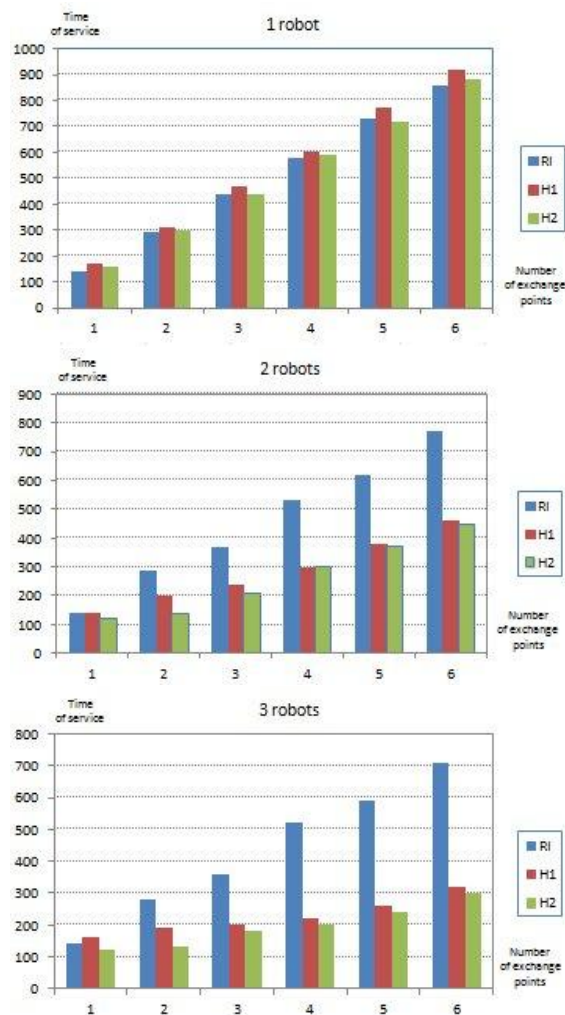 Time
of service
1 robot
1000
900
800
700
600
500
400
300
200
100
0
1 2 3 4 5 6
RI
H1
H2
Number
of exchange
points
Time
of service
2 robots
900
800
700
600
500
400
300
200
100
0
1 2 3 4 5 6
RI
H1
H2
Number
of exchange
points
Time
of service
3 robots
800
700
600
500
400
300
200
100
0
1 2 3 4 5 6
RI
H1
H2
Number
of exchange
points